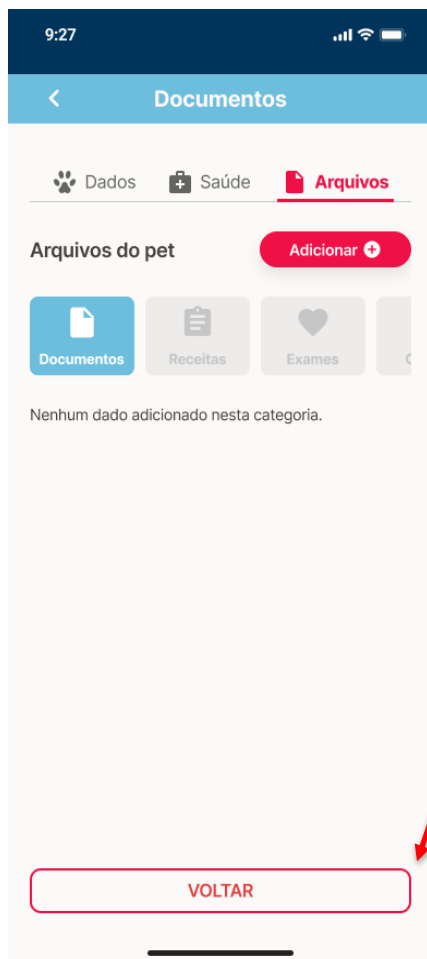 9:27
Documentos
Dados Saúde Arquivos
Arquivos do pet Adicionar
Documentos Receitas Exames
Nenhum dado adicionado nesta categoria.
VOLTAR